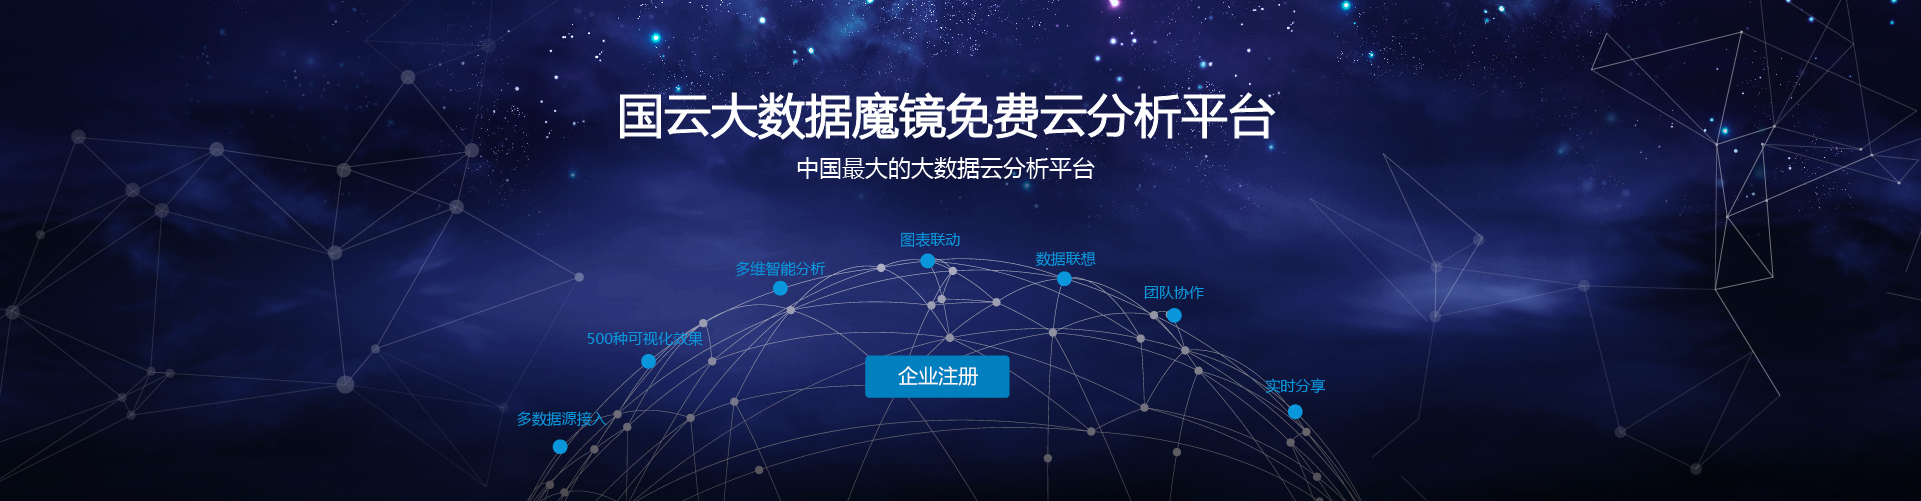 国云大数据魔镜免费云分析平台
中国最大的大数据云分析平台
图表联动
数据联想
多维智能分析
团队协作
500种可视化效果
企业注册
实时分享
多数据源接入